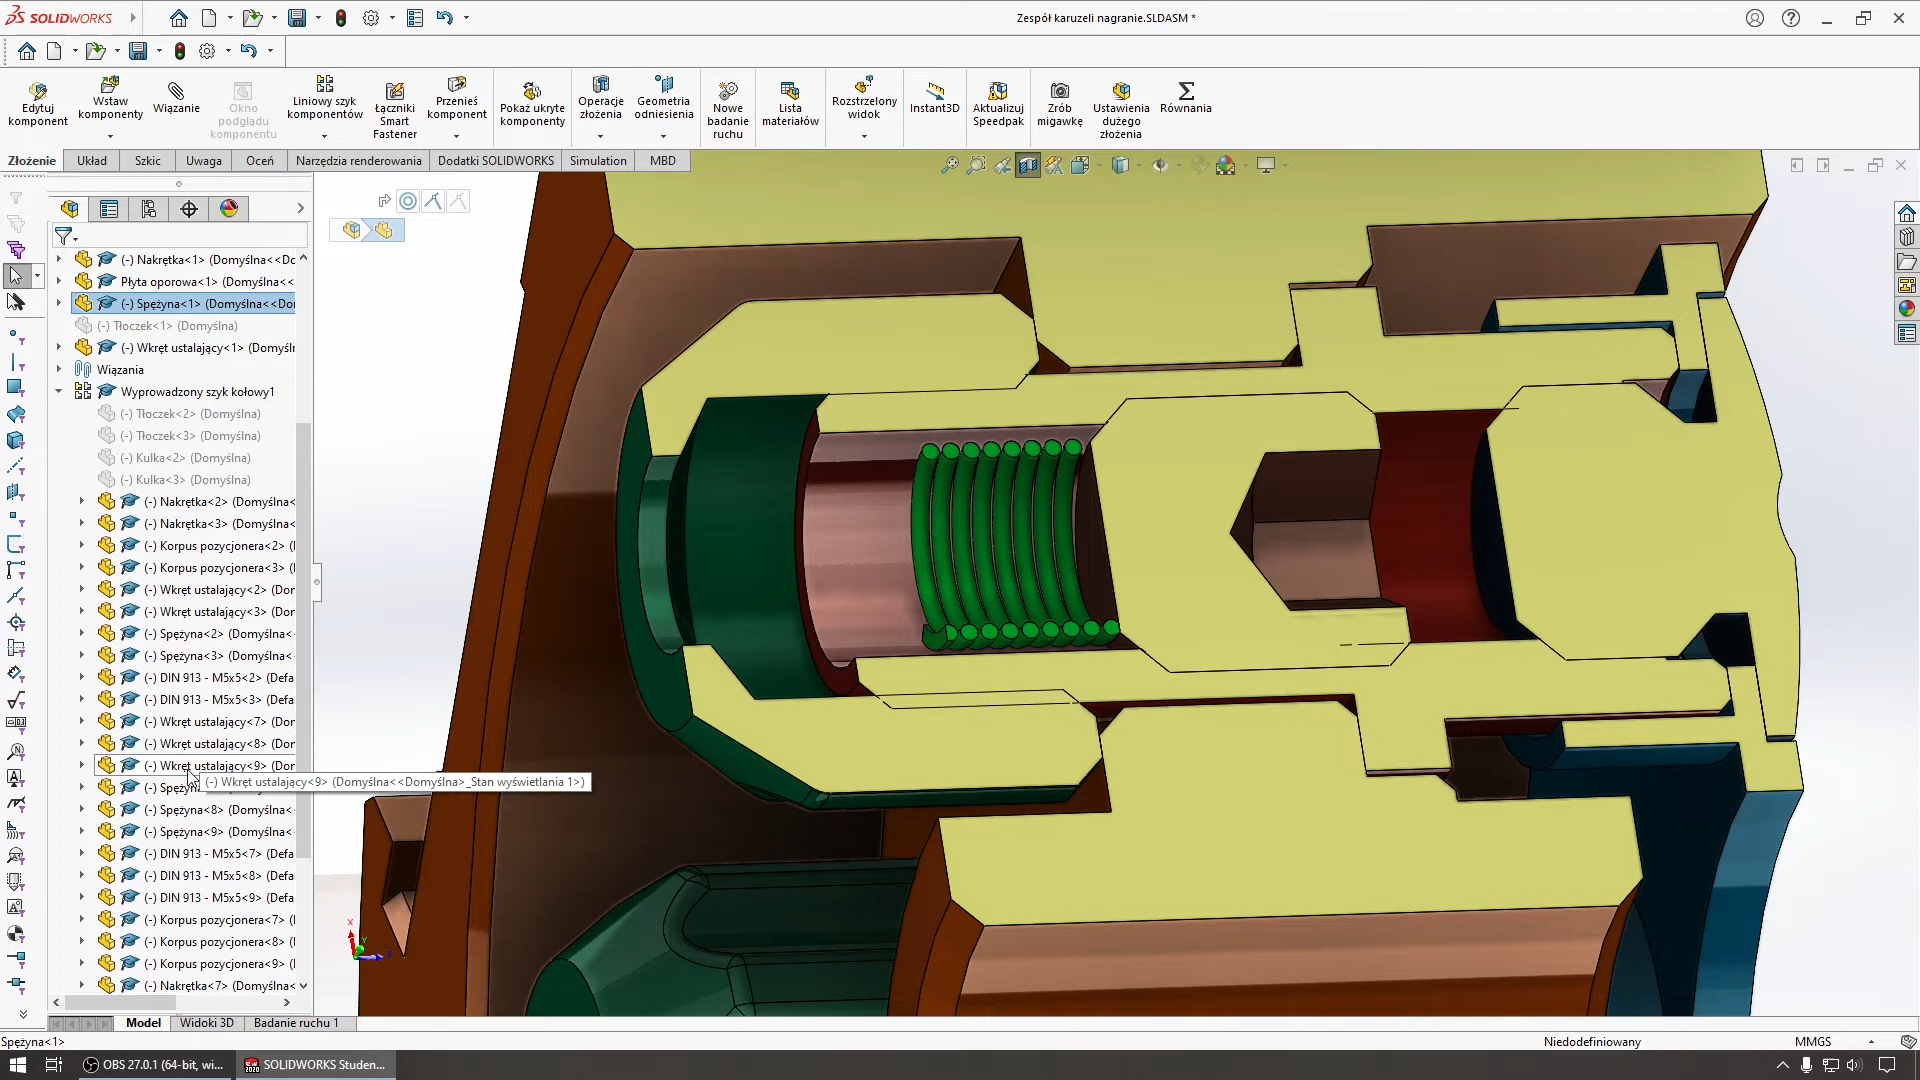 SOLIDWORKS
Zespół karuzeli nagranie.SLDASM *
Edytuj komponent
Wstaw komponenty
Wiązanie
Okno podglądu komponentu
Liniowy szyk komponentów
Łączniki Smart Fastener
Przenieś komponent
Pokaż ukryte komponenty
Operacje złożenia
Geometria odniesienia
Nowe badanie ruchu
Lista materiałów
Rozstrzelony widok
Instant3D
Aktualizuj Speedpak
Zrób migawkę
Ustawienia dużego złożenia
Równania
Złożenie
Układ
Szkic
Uwaga
Oceń
Narzędzia renderowania
Dodatki SOLIDWORKS
Simulation
MBD
(-) Nakrętka<1> (Domyślna<<Do
Płyta oporowa<1> (Domyślna<<
(-) Spężyna<1> (Domyślna<<Do
(-) Tłoczek<1> (Domyślna)
(-) Wkręt ustalający<1> (Domyśln
Wiązania
Wyprowadzony szyk kołowy1
(-) Tłoczek<2> (Domyślna)
(-) Tłoczek<3> (Domyślna)
(-) Kulka<2> (Domyślna)
(-) Kulka<3> (Domyślna)
(-) Nakrętka<2> (Domyślna<
(-) Nakrętka<3> (Domyślna<
(-) Korpus pozycjonera<2> (
(-) Korpus pozycjonera<3> (
(-) Wkręt ustalający<2> (Dor
(-) Wkręt ustalający<3> (Dor
(-) Spężyna<2> (Domyślna<
(-) Spężyna<3> (Domyślna<
(-) DIN 913 - M5x5<2> (Defa
(-) DIN 913 - M5x5<3> (Defa
(-) Wkręt ustalający<7> (Dor
(-) Wkręt ustalający<8> (Dor
(-) Wkręt ustalający<9> (Dor
(-) Wkręt ustalający<9> (Domyślna<<Domyślna>_Stan wyświetlania 1>)
(-) Spężyn
(-) Spężyna<8> (Domyślna<
(-) Spężyna<9> (Domyślna<
(-) DIN 913 - M5x5<7> (Defa
(-) DIN 913 - M5x5<8> (Defa
(-) DIN 913 - M5x5<9> (Defa
(-) Korpus pozycjonera<7> (
(-) Korpus pozycjonera<8> (
(-) Korpus pozycjonera<9> (
(-) Nakrętka<7> (Domyślna<
Model
Widoki 3D
Badanie ruchu 1
Spężyna<1>
Niedodefiniowany
MMGS
OBS 27.0.1 (64-bit, wi...
SOLIDWORKS Studen...